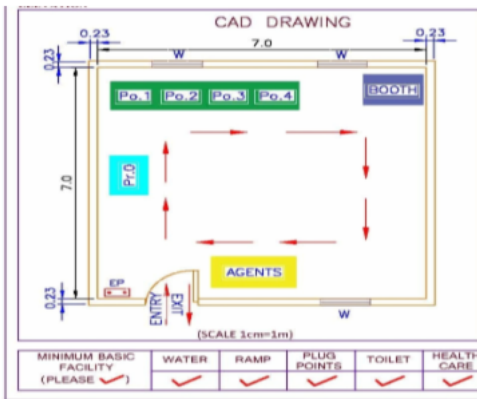 CAD DRAWING
0.23
7.0
0.23
W
W
0.23
Po.1 Po.2 Po.3 Po.4
BOOTH
7.0
Pr.O
AGENTS
EP
0.23
ENTRY
EXIT
W
(SCALE 1cm=1m)
MINIMUM BASIC
FACILITY
(PLEASE ✓)
WATER
RAMP
PLUG
POINTS
TOILET
HEALTH
CARE